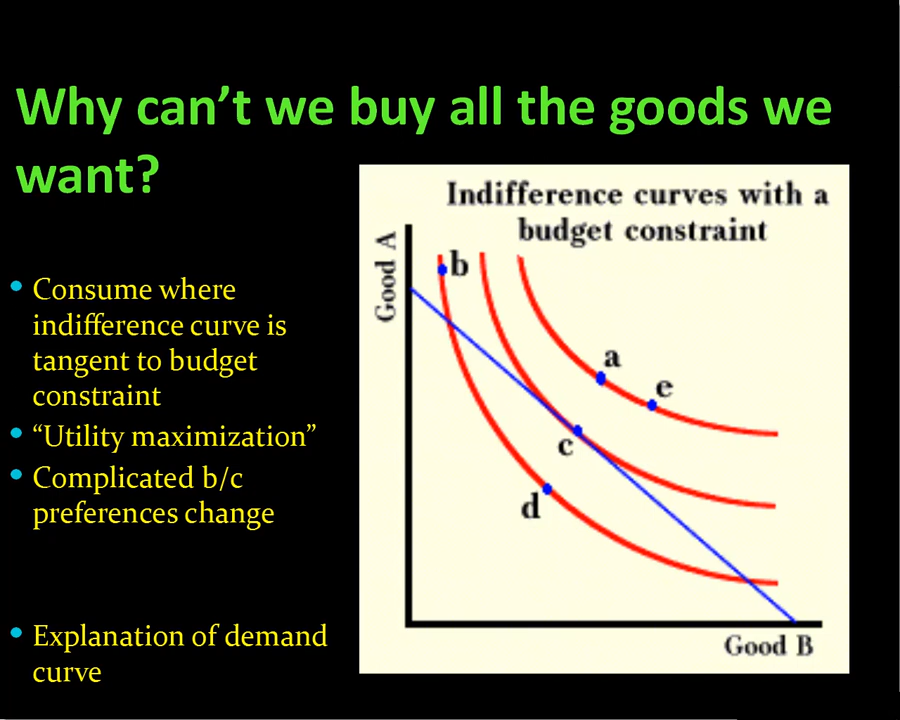 Why can’t we buy all the goods we
want?
Consume where
indifference curve is
tangent to budget
constraint
“Utility maximization”
Complicated b/c
preferences change
Explanation of demand
curve
Indifference curves with a
budget constraint
Good A
b
a
e
c
d
Good B